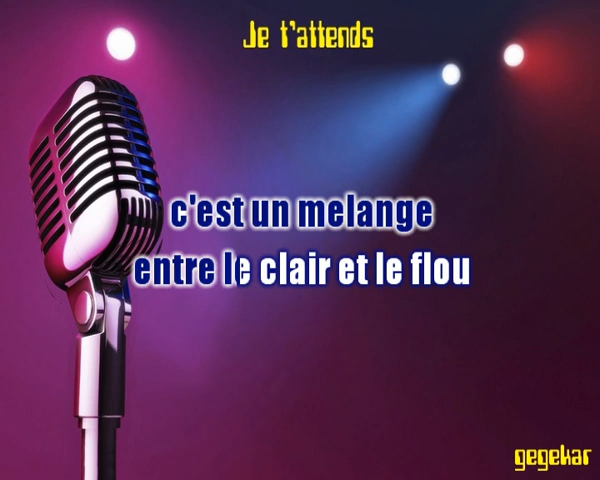 Je t'attends
c'est un melange
entre le clair et le flou
gegekar